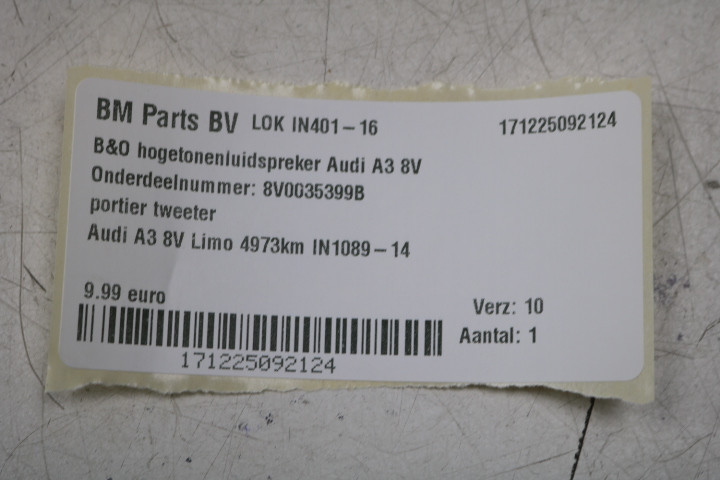 BM Parts BV LOK IN401-16 171225092124
B&O hogetonenluidspreker Audi A3 8V
Onderdeelnummer: 8V0035399B
portier tweeter
Audi A3 8V Limo 4973km IN1089-14
9.99 euro Verz: 10
Aantal: 1
171225092124